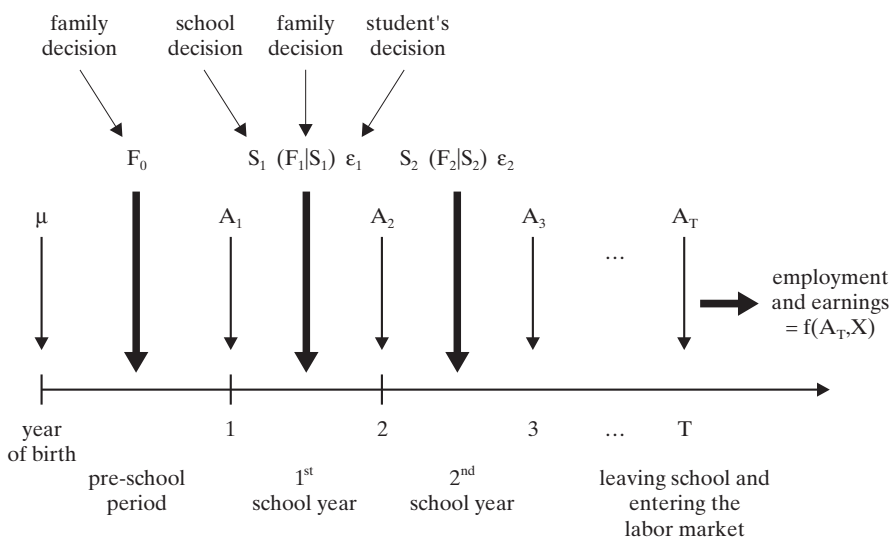 family decision
school decision
family decision
student's decision
F₀
S₁ (F₁|S₁) ε₁
S₂ (F₂|S₂) ε₂
μ
A₁
A₂
A₃
...
A_T
employment
and earnings
= f(A_T,X)
year of birth
1
2
3
...
T
pre-school period
1st school year
2nd school year
leaving school and
entering the
labor market